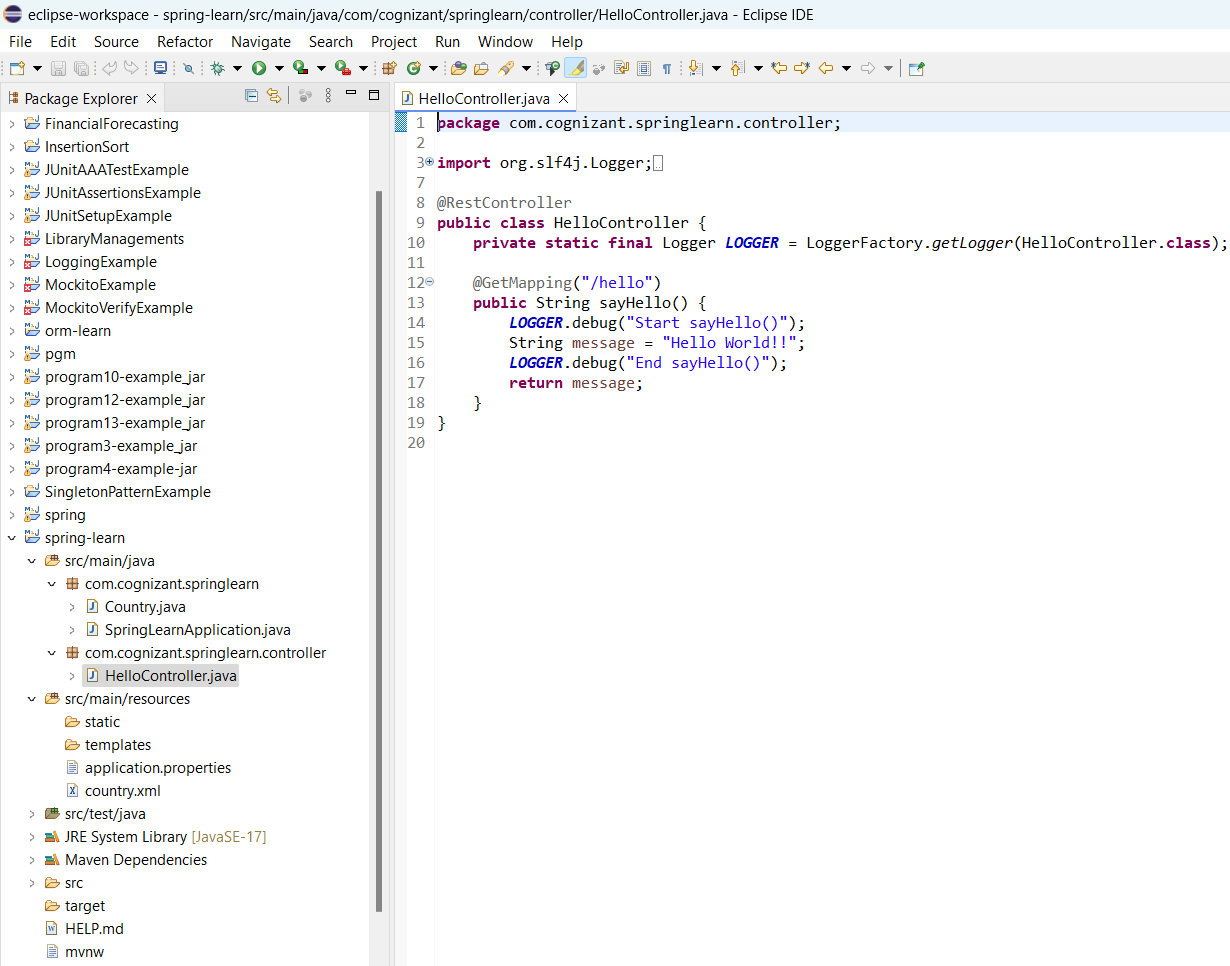 eclipse-workspace - spring-learn/src/main/java/com/cognizant/springlearn/controller/HelloController.java - Eclipse IDE
File Edit Source Refactor Navigate Search Project Run Window Help
Package Explorer
FinancialForecasting
InsertionSort
JUnitAAATestExample
JUnitAssertionsExample
JUnitSetupExample
LibraryManagements
LoggingExample
MockitoExample
MockitoVerifyExample
orm-learn
pgm
program10-example_jar
program12-example_jar
program13-example_jar
program3-example_jar
program4-example-jar
SingletonPatternExample
spring
spring-learn
src/main/java
com.cognizant.springlearn
Country.java
SpringLearnApplication.java
com.cognizant.springlearn.controller
HelloController.java
src/main/resources
static
templates
application.properties
country.xml
src/test/java
JRE System Library [JavaSE-17]
Maven Dependencies
src
target
HELP.md
mvnw
HelloController.java
1 package com.cognizant.springlearn.controller;
2
3 import org.slf4j.Logger;
7
8 @RestController
9 public class HelloController {
10     private static final Logger LOGGER = LoggerFactory.getLogger(HelloController.class);
11
12     @GetMapping("/hello")
13     public String sayHello() {
14         LOGGER.debug("Start sayHello()");
15         String message = "Hello World!!";
16         LOGGER.debug("End sayHello()");
17         return message;
18     }
19 }
20